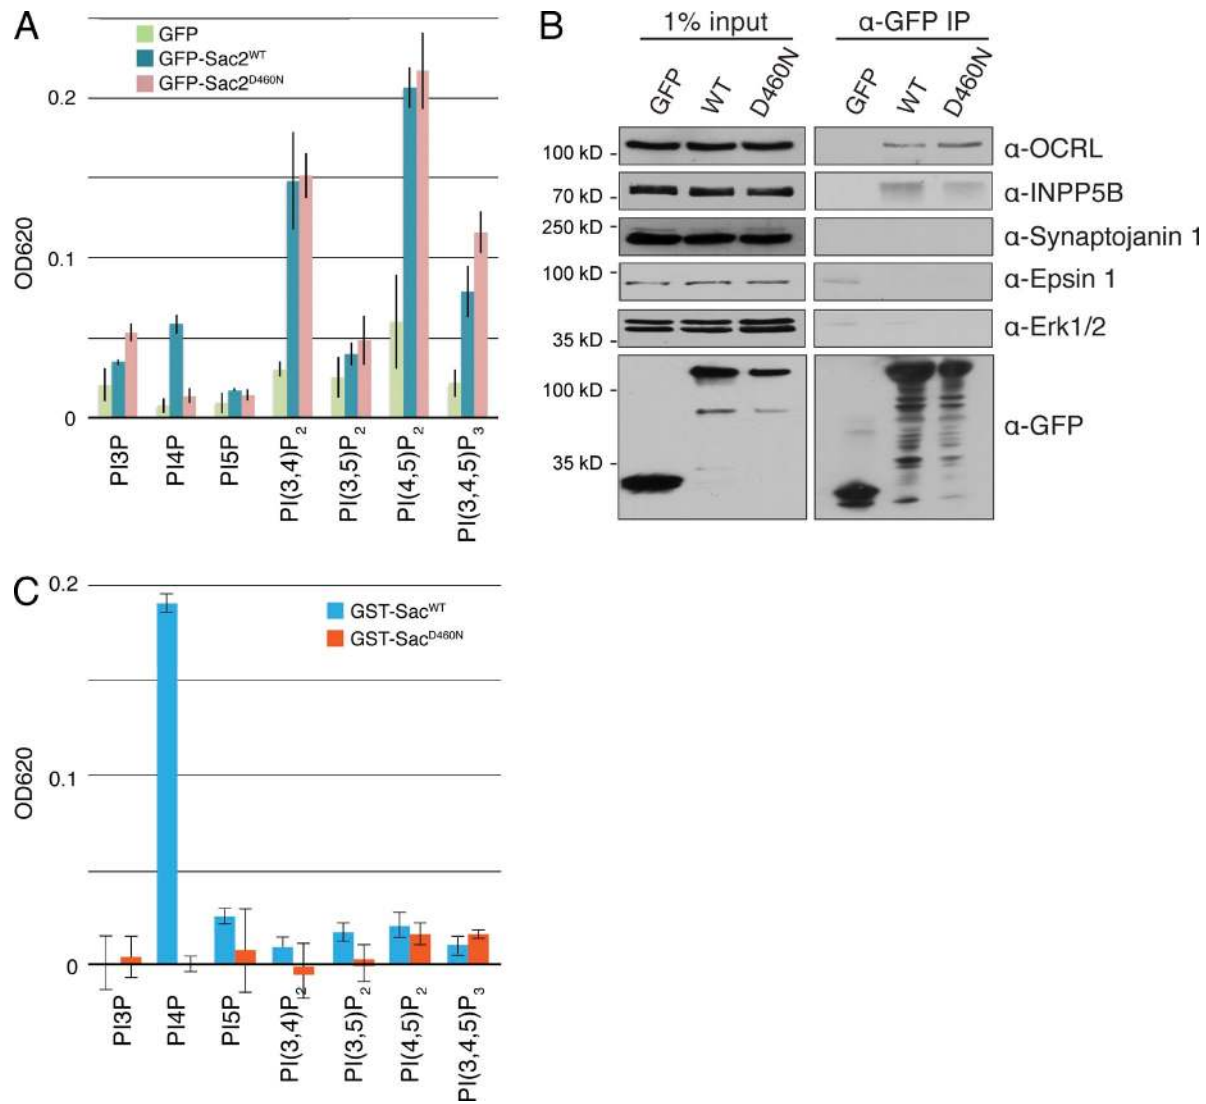 A
GFP
GFP-Sac2WT
GFP-Sac2D460N
OD620
0.2
0.1
0
PI3P
PI4P
PI5P
PI(3,4)P2
PI(3,5)P2
PI(4,5)P2
PI(3,4,5)P3
B
1% input
α-GFP IP
GFP
WT
D460N
GFP
WT
D460N
100 kD
α-OCRL
70 kD
α-INPP5B
250 kD
α-Synaptojanin 1
100 kD
α-Epsin 1
35 kD
α-Erk1/2
100 kD
35 kD
α-GFP
C
GST-SacWT
GST-SacD460N
OD620
0.2
0.1
0
PI3P
PI4P
PI5P
PI(3,4)P2
PI(3,5)P2
PI(4,5)P2
PI(3,4,5)P3